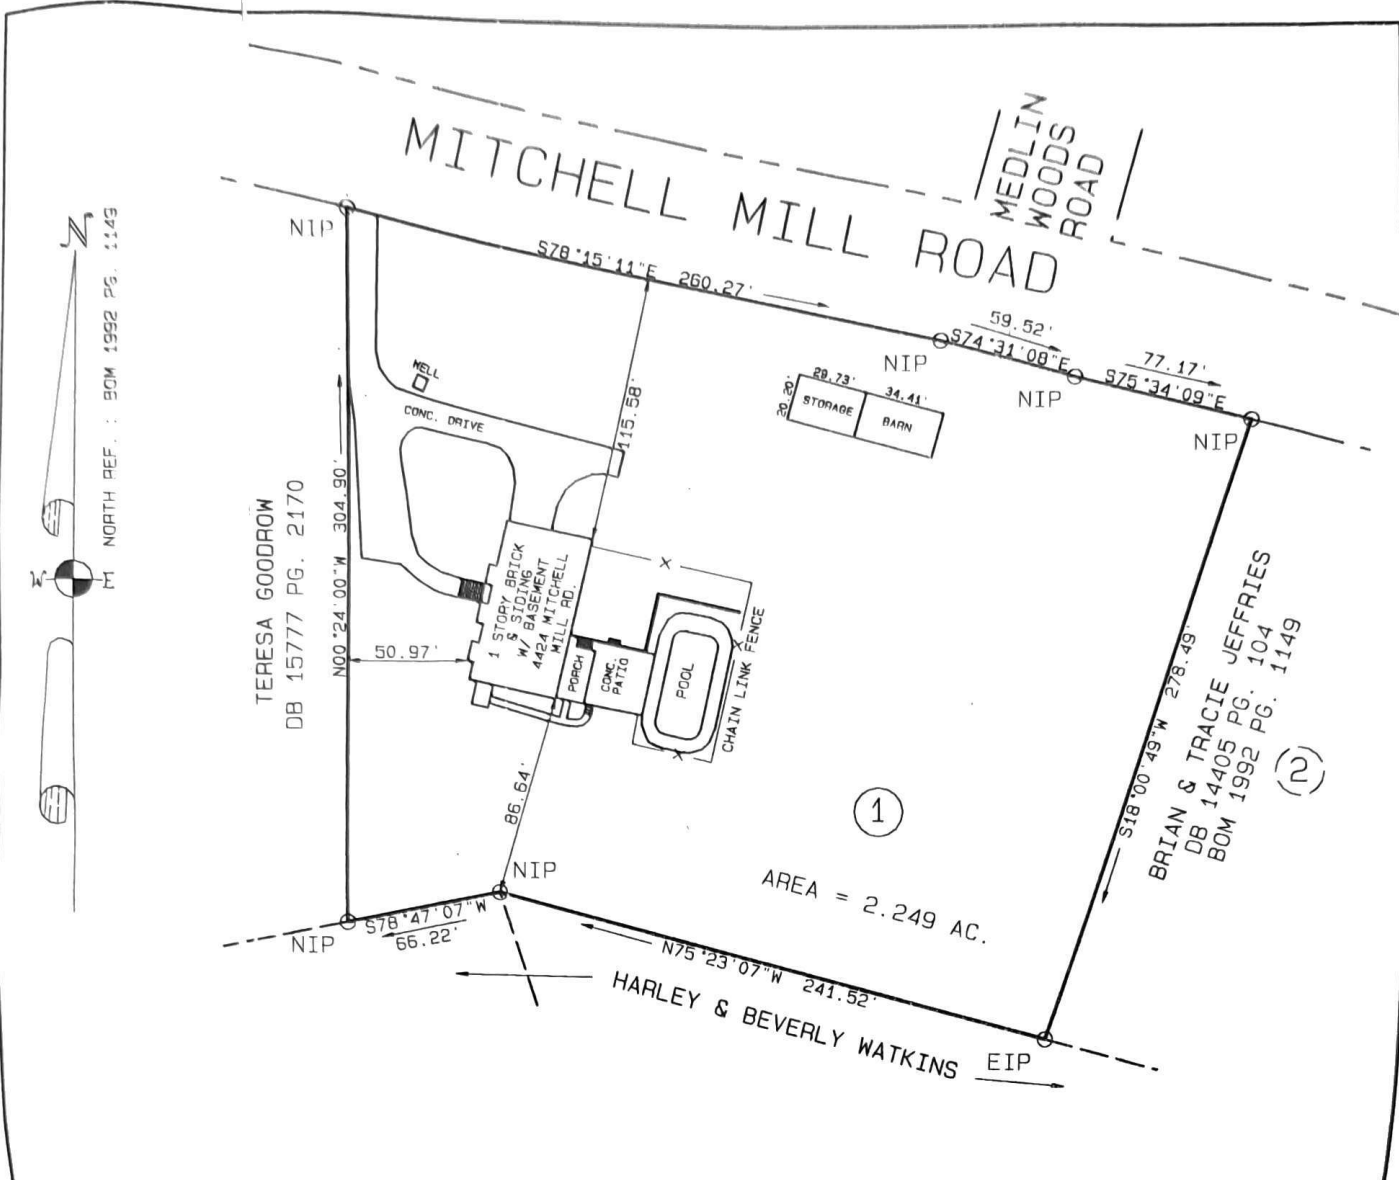 MEDLIN
WOODS
ROAD
MITCHELL MILL ROAD
N
NORTH REF. : BOM 1992 PG. 1149
W
E
NIP
S78°15'11"E 260.27'
NIP
59.52'
S74°31'08"E
NIP
77.17'
S75°34'09"E
NIP
WELL
CONC. DRIVE
115.58'
29.73'
34.41'
20.20'
STORAGE
BARN
TERESA GOODROW
DB 15777 PG. 2170
N00°24'00"W 304.90'
50.97'
1 STORY BRICK
& SIDING
W/ BASEMENT
4424 MITCHELL
MILL RD.
PORCH
CONC.
PATIO
POOL
X
X
X
CHAIN LINK FENCE
86.64'
S18°00'49"W 278.49'
BRIAN & TRACIE JEFFRIES
DB 14405 PG. 104
BOM 1992 PG. 1149
2
1
AREA = 2.249 AC.
NIP
NIP
S78°47'07"W
66.22'
N75°23'07"W 241.52'
HARLEY & BEVERLY WATKINS
EIP